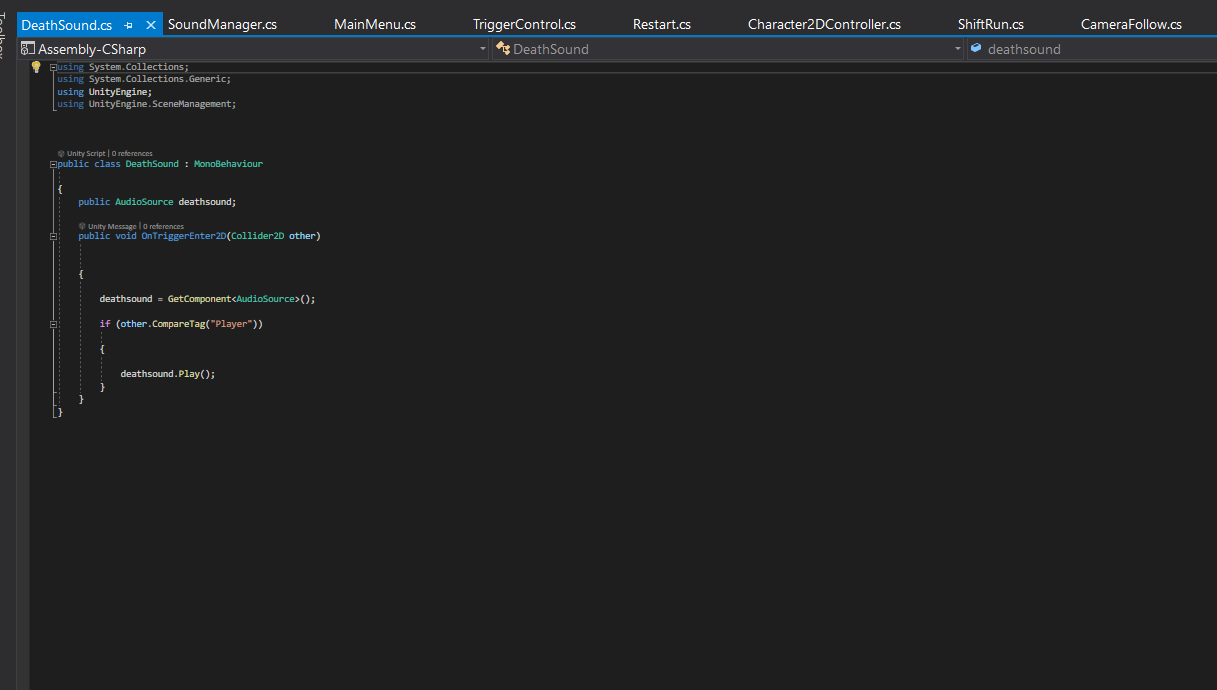 DeathSound.cs
SoundManager.cs
MainMenu.cs
TriggerControl.cs
Restart.cs
Character2DController.cs
ShiftRun.cs
CameraFollow.cs
Assembly-CSharp
DeathSound
deathsound
using System.Collections;
using System.Collections.Generic;
using UnityEngine;
using UnityEngine.SceneManagement;
Unity Script | 0 references
public class DeathSound : MonoBehaviour
{
public AudioSource deathsound;
Unity Message | 0 references
public void OnTriggerEnter2D(Collider2D other)
{
deathsound = GetComponent<AudioSource>();
if (other.CompareTag("Player"))
{
deathsound.Play();
}
}
}